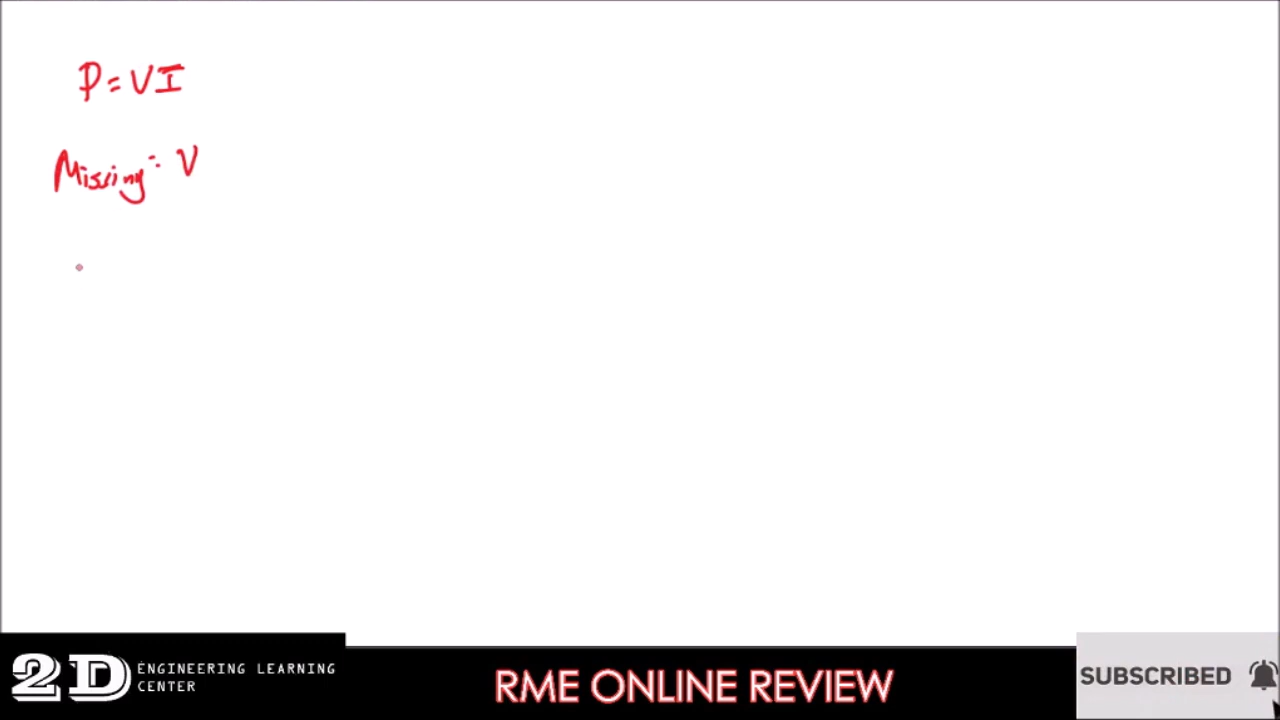 P = VI
Missing: V
2D ENGINEERING LEARNING
CENTER
RME ONLINE REVIEW
SUBSCRIBED